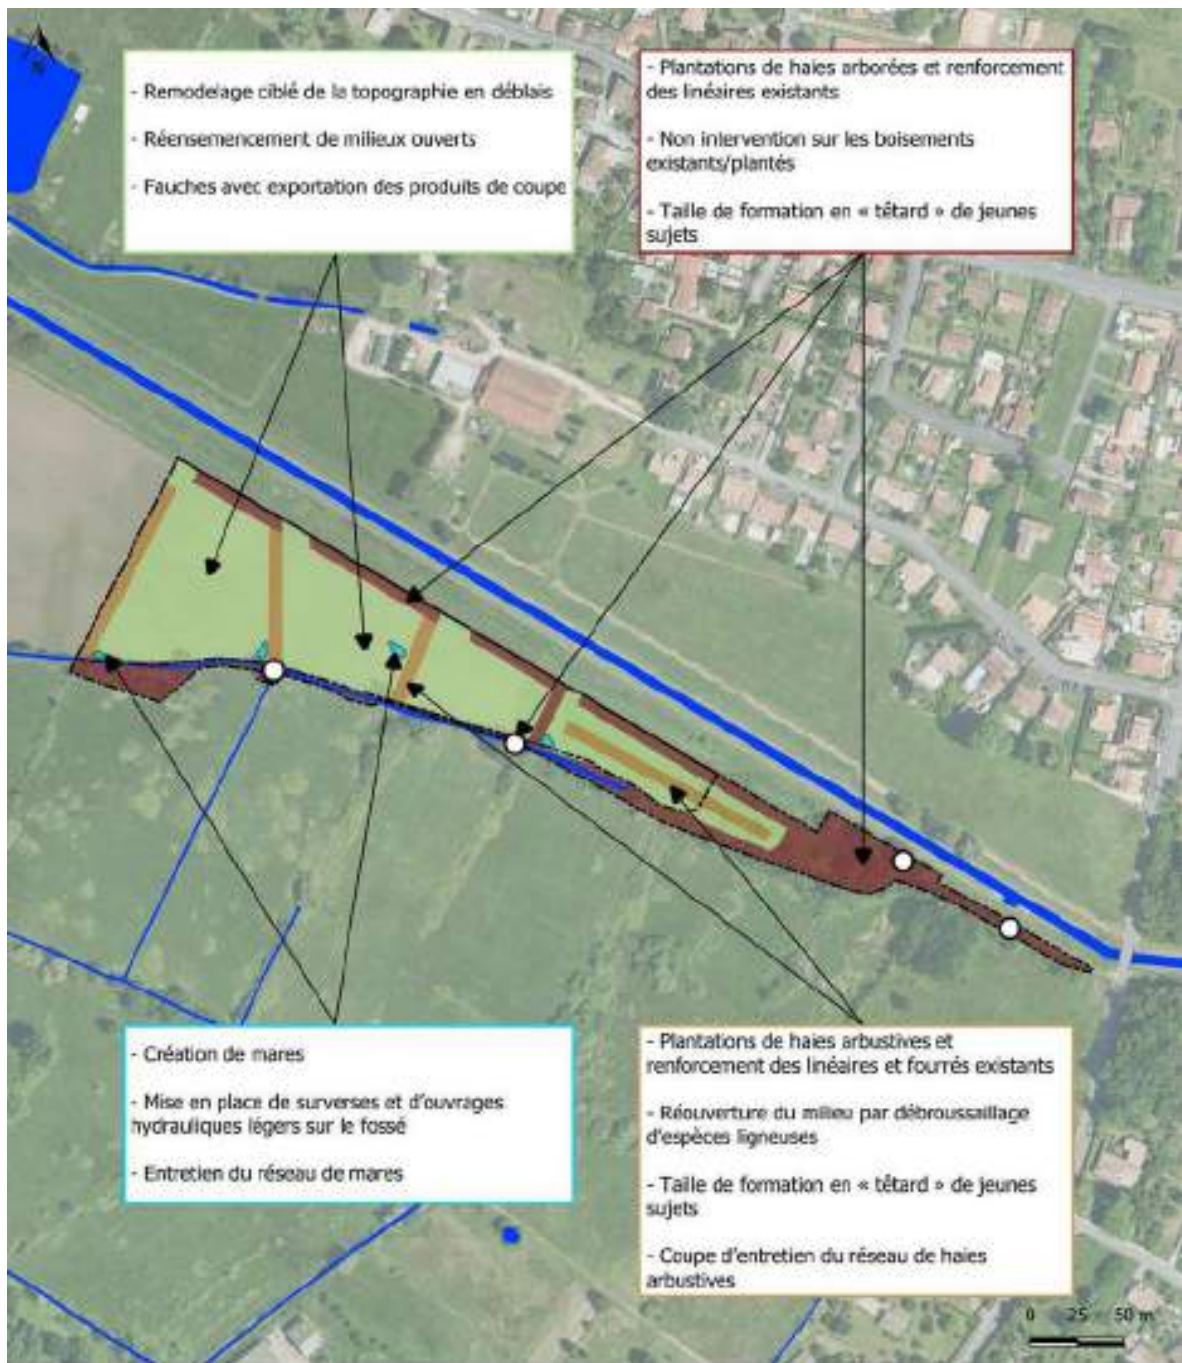 - Remodelage ciblé de la topographie en déblais
- Réensemencement de milieux ouverts
- Fauches avec exportation des produits de coupe
- Plantations de haies arborées et renforcement
des linéaires existants
- Non intervention sur les boisements
existants/plantés
- Taille de formation en « têtard » de jeunes
sujets
- Création de mares
- Mise en place de surverses et d'ouvrages
hydrauliques légers sur le fossé
- Entretien du réseau de mares
- Plantations de haies arbustives et
renforcement des linéaires et fourrés existants
- Réouverture du milieu par débroussaillage
d'espèces ligneuses
- Taille de formation en « têtard » de jeunes
sujets
- Coupe d'entretien du réseau de haies
arbustives
0 25 50 m